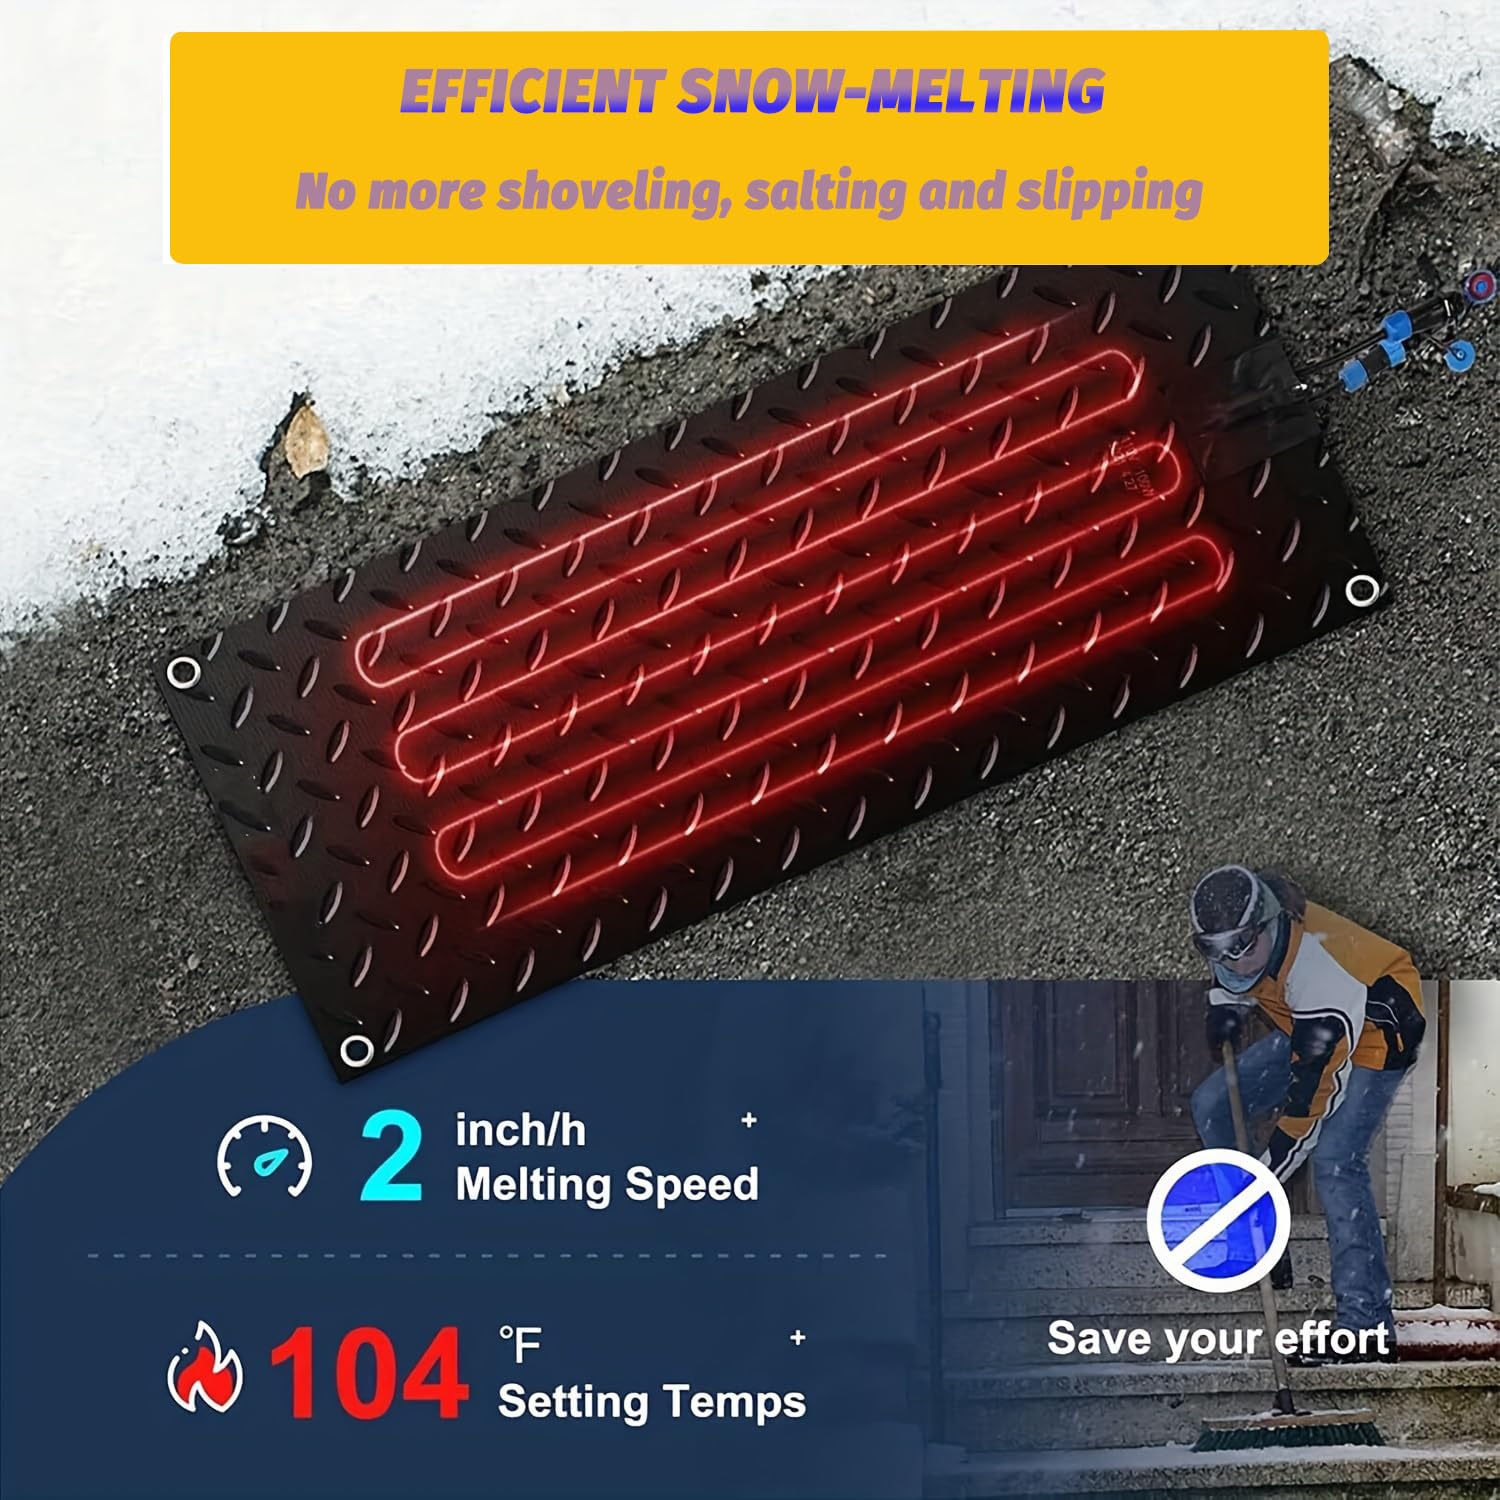 EFFICIENT SNOW-MELTING
No more shoveling, salting and slipping
2 inch/h +
Melting Speed
104 °F +
Setting Temps
Save your effort